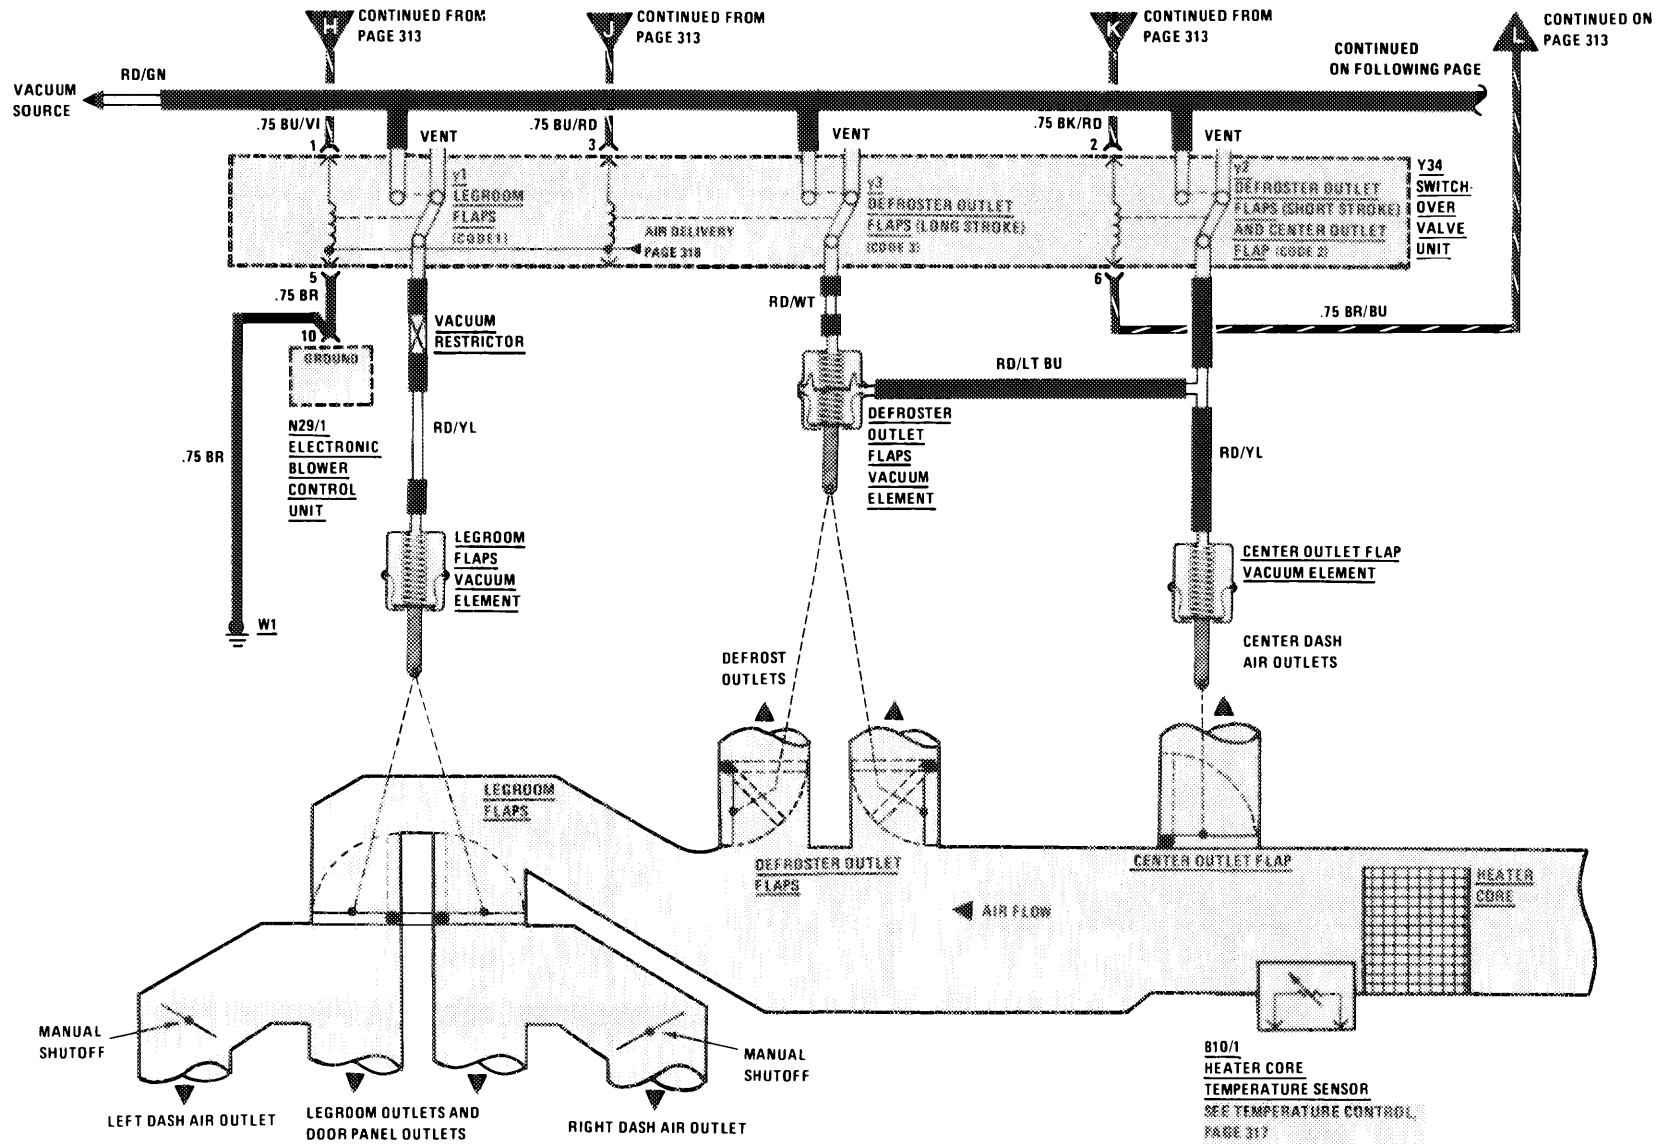 H
CONTINUED FROM
PAGE 313
J
CONTINUED FROM
PAGE 313
K
CONTINUED FROM
PAGE 313
L
CONTINUED ON
PAGE 313
CONTINUED
ON FOLLOWING PAGE
RD/GN
VACUUM
SOURCE
.75 BU/VI
1
VENT
.75 BU/RD
3
VENT
.75 BK/RD
2
VENT
y1
LEGROOM
FLAPS
(CODE 1)
y3
DEFROSTER OUTLET
FLAPS (LONG STROKE)
(CODE 3)
y2
DEFROSTER OUTLET
FLAPS (SHORT STROKE)
AND CENTER OUTLET
FLAP (CODE 2)
Y34
SWITCH-
OVER
VALVE
UNIT
AIR DELIVERY
PAGE 318
5
.75 BR
10
GROUND
VACUUM
RESTRICTOR
RD/WT
6
.75 BR/BU
RD/LT BU
N29/1
ELECTRONIC
BLOWER
CONTROL
UNIT
.75 BR
RD/YL
DEFROSTER
OUTLET
FLAPS
VACUUM
ELEMENT
RD/YL
LEGROOM
FLAPS
VACUUM
ELEMENT
CENTER OUTLET FLAP
VACUUM ELEMENT
W1
CENTER DASH
AIR OUTLETS
DEFROST
OUTLETS
LEGROOM
FLAPS
DEFROSTER OUTLET
FLAPS
CENTER OUTLET FLAP
HEATER
CORE
AIR FLOW
MANUAL
SHUTOFF
MANUAL
SHUTOFF
B10/1
HEATER CORE
TEMPERATURE SENSOR
SEE TEMPERATURE CONTROL,
PAGE 317
LEFT DASH AIR OUTLET
LEGROOM OUTLETS AND
DOOR PANEL OUTLETS
RIGHT DASH AIR OUTLET